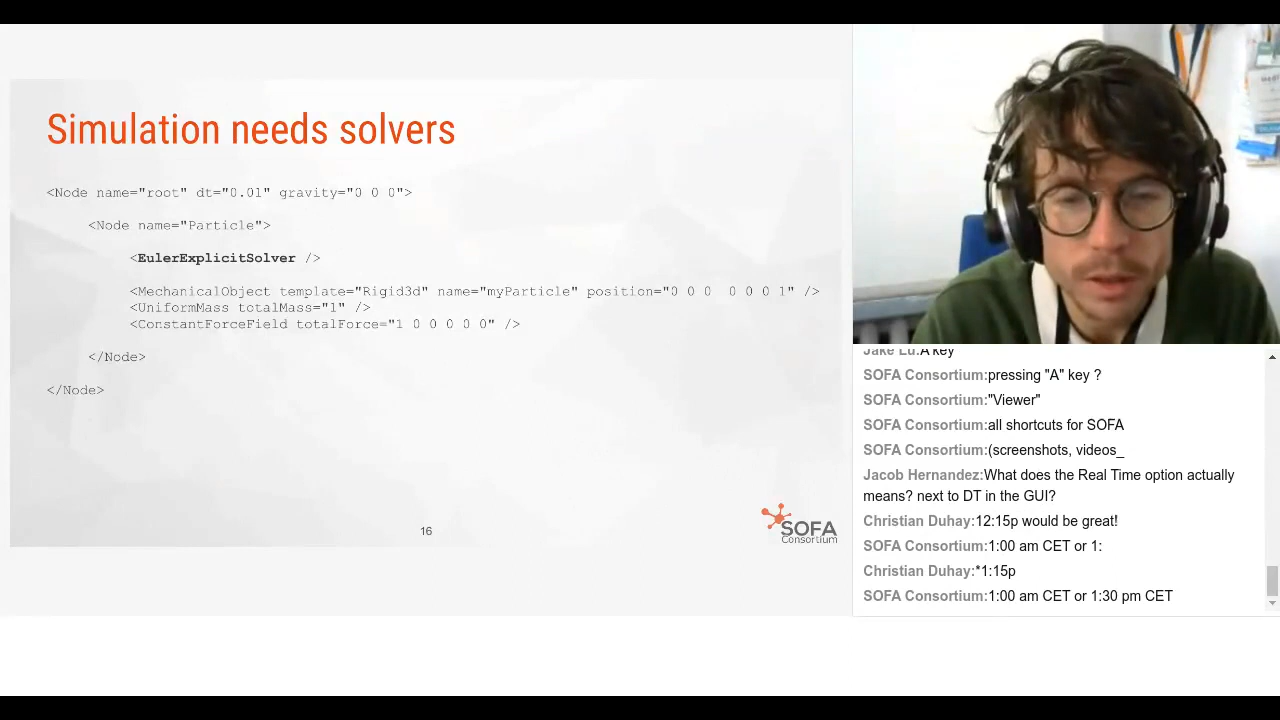 Simulation needs solvers
<Node name="root" dt="0.01" gravity="0 0 0">
<Node name="Particle">
<EulerExplicitSolver />
<MechanicalObject template="Rigid3d" name="myParticle" position="0 0 0  0 0 0 1" />
<UniformMass totalMass="1" />
<ConstantForceField totalForce="1 0 0 0 0 0" />
</Node>
</Node>
16
SOFA
Consortium
Jake Lu:A key
SOFA Consortium:pressing "A" key ?
SOFA Consortium:"Viewer"
SOFA Consortium:all shortcuts for SOFA
SOFA Consortium:(screenshots, videos_
Jacob Hernandez:What does the Real Time option actually
means? next to DT in the GUI?
Christian Duhay:12:15p would be great!
SOFA Consortium:1:00 am CET or 1:
Christian Duhay:*1:15p
SOFA Consortium:1:00 am CET or 1:30 pm CET